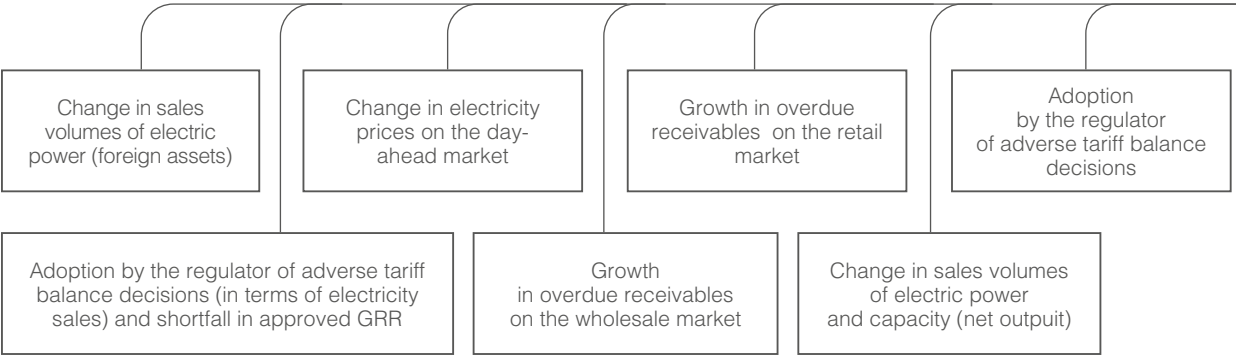 Change in sales
volumes of electric
power (foreign assets)
Change in electricity
prices on the day-
ahead market
Growth in overdue
receivables on the retail
market
Adoption
by the regulator
of adverse tariff balance
decisions
Adoption by the regulator of adverse tariff
balance decisions (in terms of electricity
sales) and shortfall in approved GRR
Growth
in overdue receivables
on the wholesale market
Change in sales volumes
of electric power
and capacity (net outpuit)